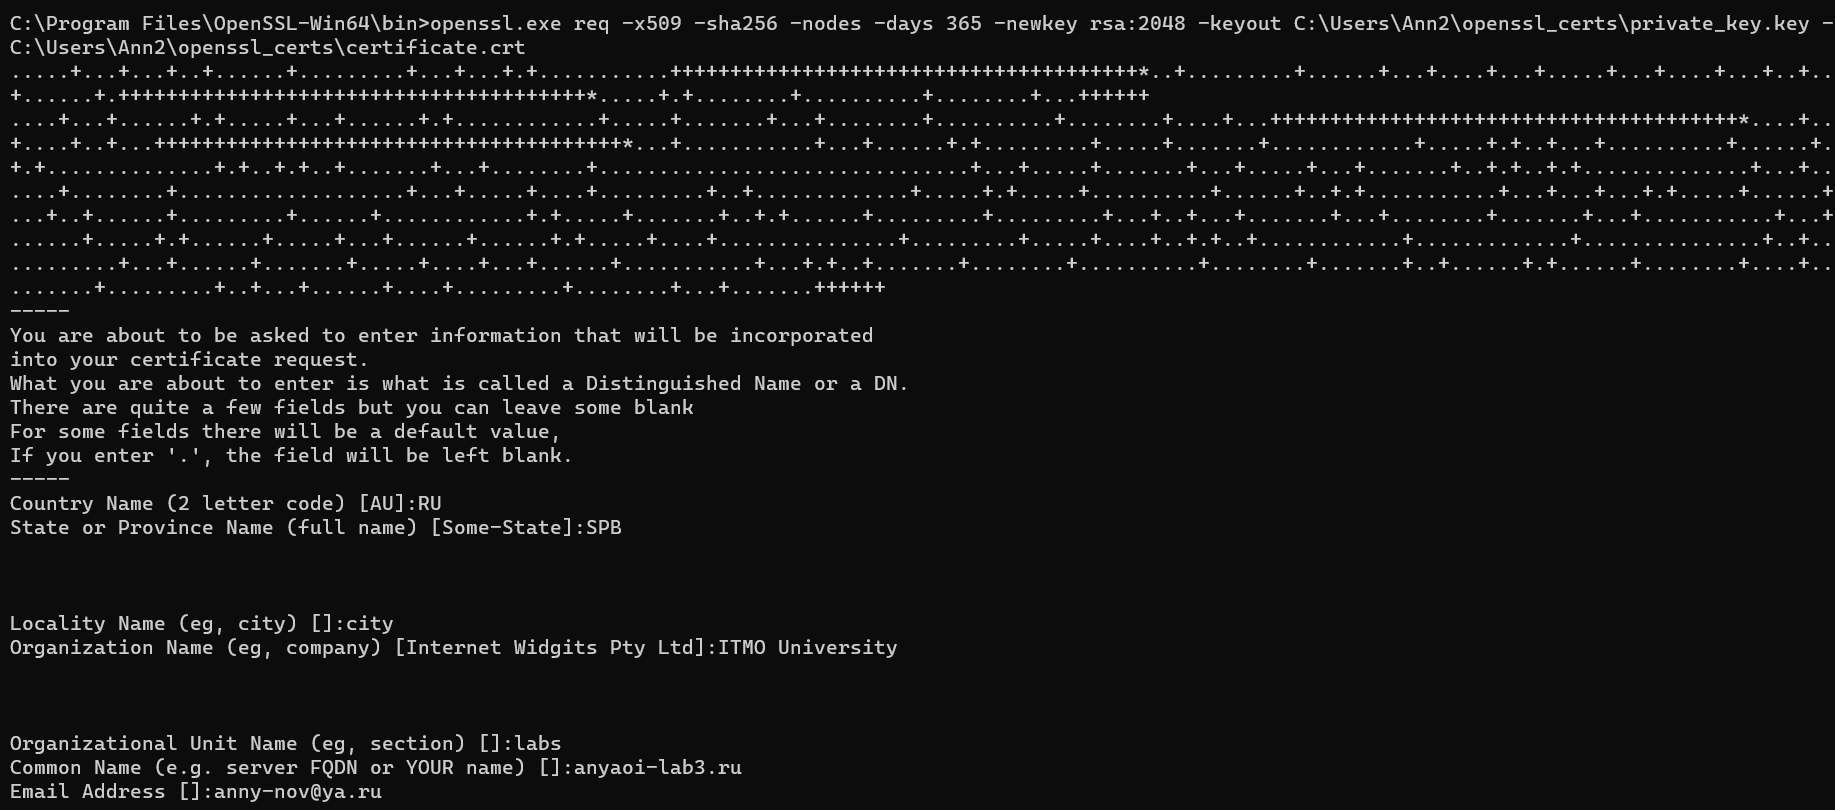 C:\Program Files\OpenSSL-Win64\bin>openssl.exe req -x509 -sha256 -nodes -days 365 -newkey rsa:2048 -keyout C:\Users\Ann2\openssl_certs\private_key.key -
C:\Users\Ann2\openssl_certs\certificate.crt
-----
You are about to be asked to enter information that will be incorporated
into your certificate request.
What you are about to enter is what is called a Distinguished Name or a DN.
There are quite a few fields but you can leave some blank
For some fields there will be a default value,
If you enter '.', the field will be left blank.
-----
Country Name (2 letter code) [AU]:RU
State or Province Name (full name) [Some-State]:SPB
Locality Name (eg, city) []:city
Organization Name (eg, company) [Internet Widgits Pty Ltd]:ITMO University
Organizational Unit Name (eg, section) []:labs
Common Name (e.g. server FQDN or YOUR name) []:anyaoi-lab3.ru
Email Address []:anny-nov@ya.ru